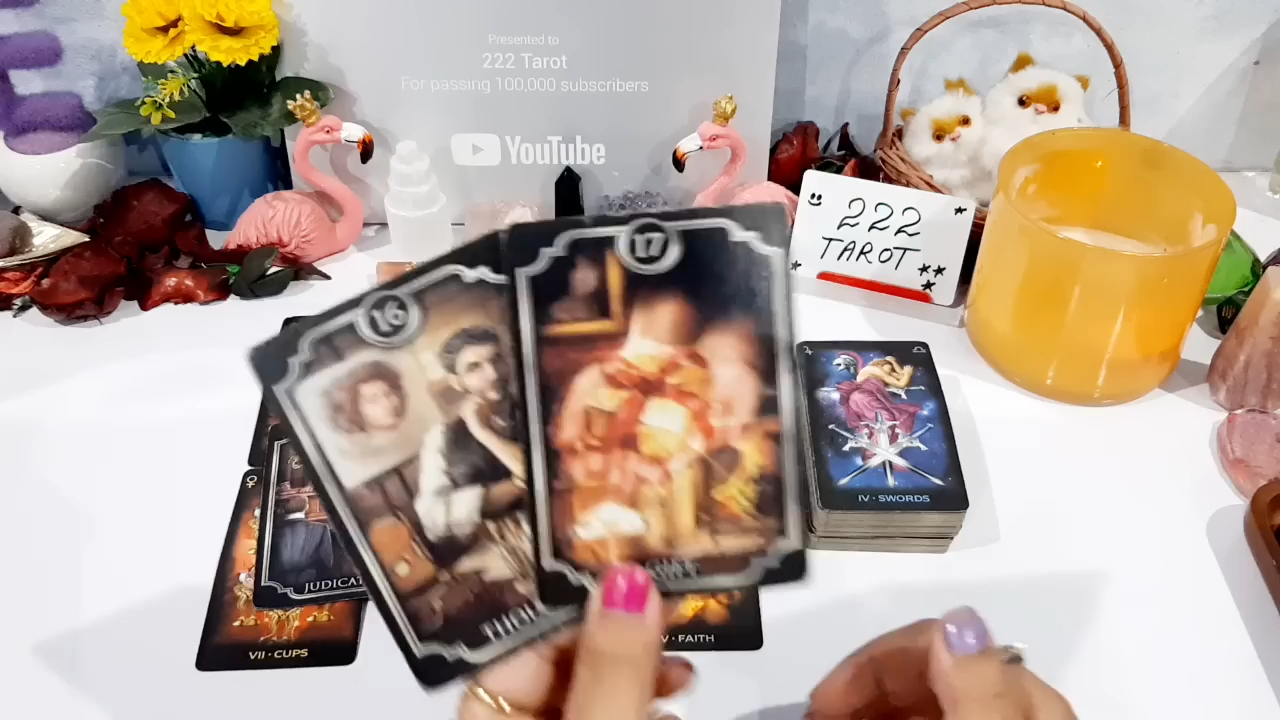 Presented to
222 Tarot
For passing 100,000 subscribers
YouTube
222
TAROT
17
16
IV · SWORDS
JUDICAT
V · FAITH
VII · CUPS